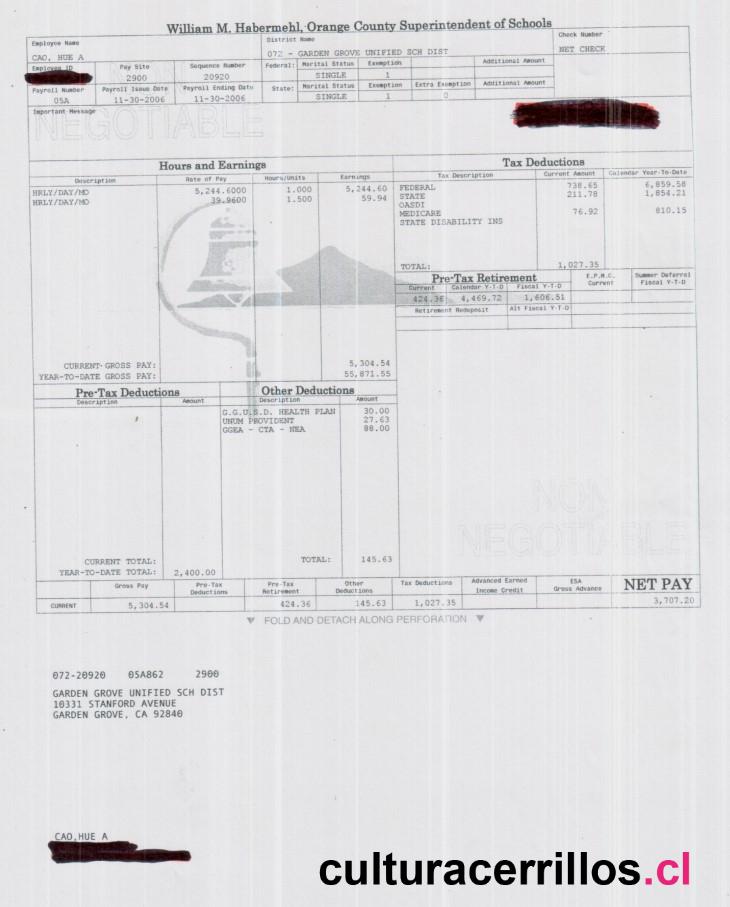 William M. Habermehl, Orange County Superintendent of Schools
Employee Name
CAO, HUE A
District Name
072 - GARDEN GROVE UNIFIED SCH DIST
Check Number
NET CHECK
Employee ID
Pay Site
2900
Sequence Number
20920
Federal: Marital Status Exemption Additional Amount
SINGLE 1
Payroll Number
05A
Payroll Issue Date
11-30-2006
Payroll Ending Date
11-30-2006
State: Marital Status Exemption Extra Exemption Additional Amount
SINGLE 1 0
Important Message
NEGOTIABLE
Hours and Earnings
Description Rate of Pay Hours/Units Earnings
HRLY/DAY/MO 5,244.6000 1.000 5,244.60
HRLY/DAY/MO 39.9600 1.500 59.94
CURRENT GROSS PAY: 5,304.54
YEAR-TO-DATE GROSS PAY: 55,871.55
Tax Deductions
Tax Description Current Amount Calendar Year-To-Date
FEDERAL 738.65 6,859.58
STATE 211.78 1,854.21
OASDI
MEDICARE 76.92 810.15
STATE DISABILITY INS
TOTAL: 1,027.35
Pre-Tax Retirement
Current Calendar Y-T-D Fiscal Y-T-D
424.36 4,469.72 1,606.51
Retirement Redeposit Alt Fiscal Y-T-D
E.P.M.C. Current
Summer Deferral Fiscal Y-T-D
Pre-Tax Deductions
Description Amount
CURRENT TOTAL:
YEAR-TO-DATE TOTAL: 2,400.00
Other Deductions
Description Amount
G.G.U.S.D. HEALTH PLAN 30.00
UNUM PROVIDENT 27.63
GGEA - CTA - NEA 88.00
TOTAL: 145.63
NON
NEGOTIABLE
Gross Pay Pre-Tax Deductions Pre-Tax Retirement Other Deductions Tax Deductions Advanced Earned Income Credit ESA Gross Advance NET PAY
CURRENT 5,304.54 424.36 145.63 1,027.35 3,707.20
FOLD AND DETACH ALONG PERFORATION
072-20920 05A862 2900
GARDEN GROVE UNIFIED SCH DIST
10331 STANFORD AVENUE
GARDEN GROVE, CA 92840
CAO,HUE A
culturacerrillos.cl